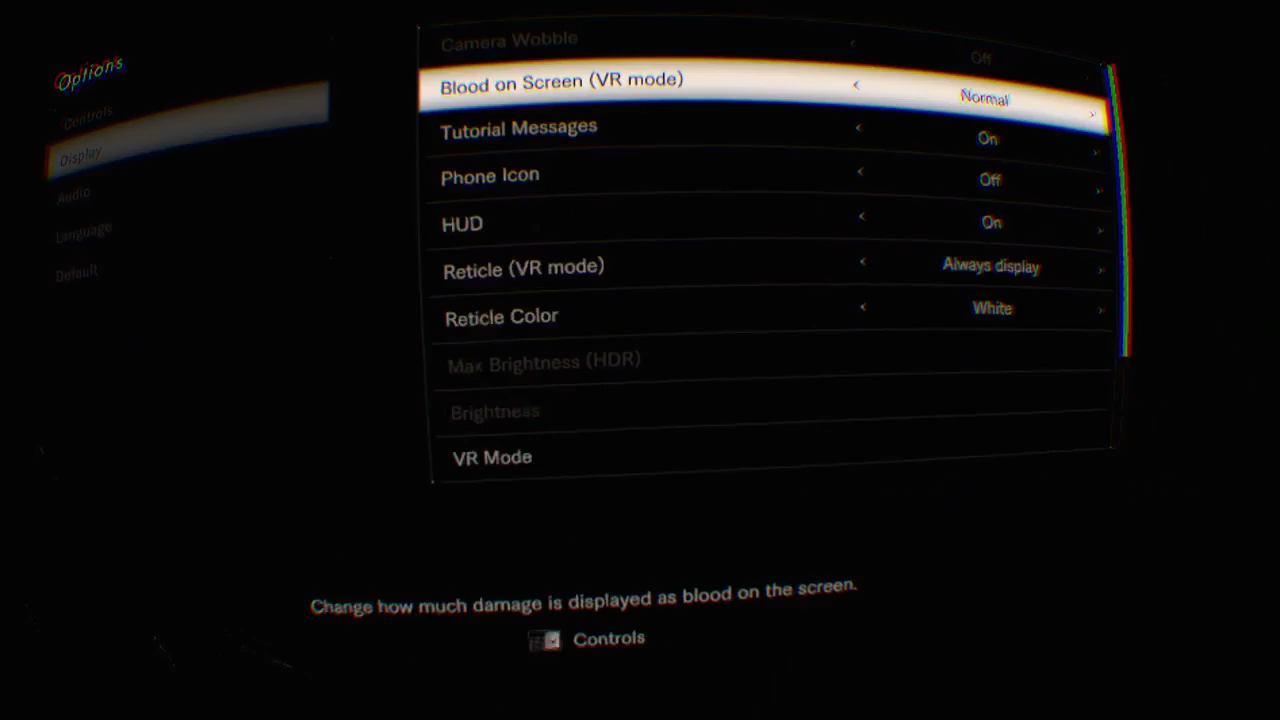 Options
Controls
Display
Audio
Language
Default
Camera Wobble < Off
Blood on Screen (VR mode) < Normal >
Tutorial Messages < On >
Phone Icon < Off >
HUD < On >
Reticle (VR mode) < Always display >
Reticle Color < White >
Max Brightness (HDR)
Brightness
VR Mode
Change how much damage is displayed as blood on the screen.
Controls